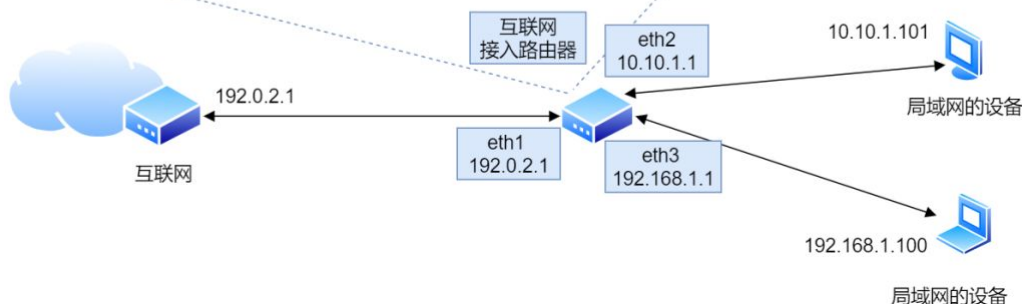 互联网
接入路由器
eth2
10.10.1.1
10.10.1.101
局域网的设备
192.0.2.1
互联网
eth1
192.0.2.1
eth3
192.168.1.1
192.168.1.100
局域网的设备